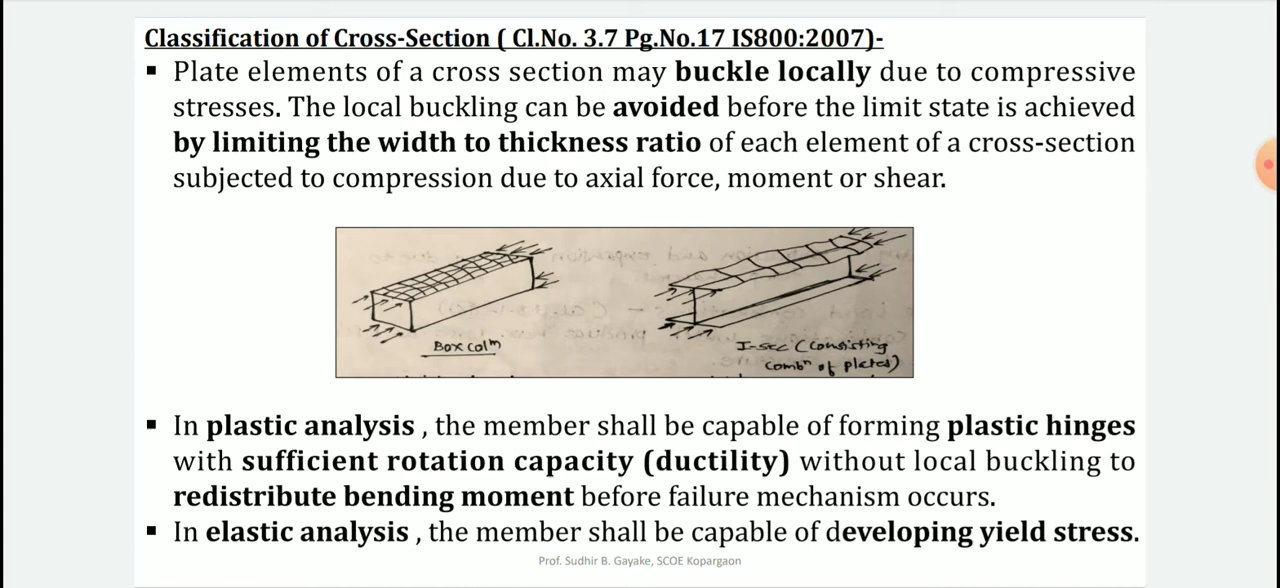 Classification of Cross-Section ( Cl.No. 3.7 Pg.No.17 IS800:2007)-
▪ Plate elements of a cross section may buckle locally due to compressive
stresses. The local buckling can be avoided before the limit state is achieved
by limiting the width to thickness ratio of each element of a cross-section
subjected to compression due to axial force, moment or shear.
Box colm
I-sec (consisting
combn of plates)
▪ In plastic analysis , the member shall be capable of forming plastic hinges
with sufficient rotation capacity (ductility) without local buckling to
redistribute bending moment before failure mechanism occurs.
▪ In elastic analysis , the member shall be capable of developing yield stress.
Prof. Sudhir B. Gayake, SCOE Kopargaon